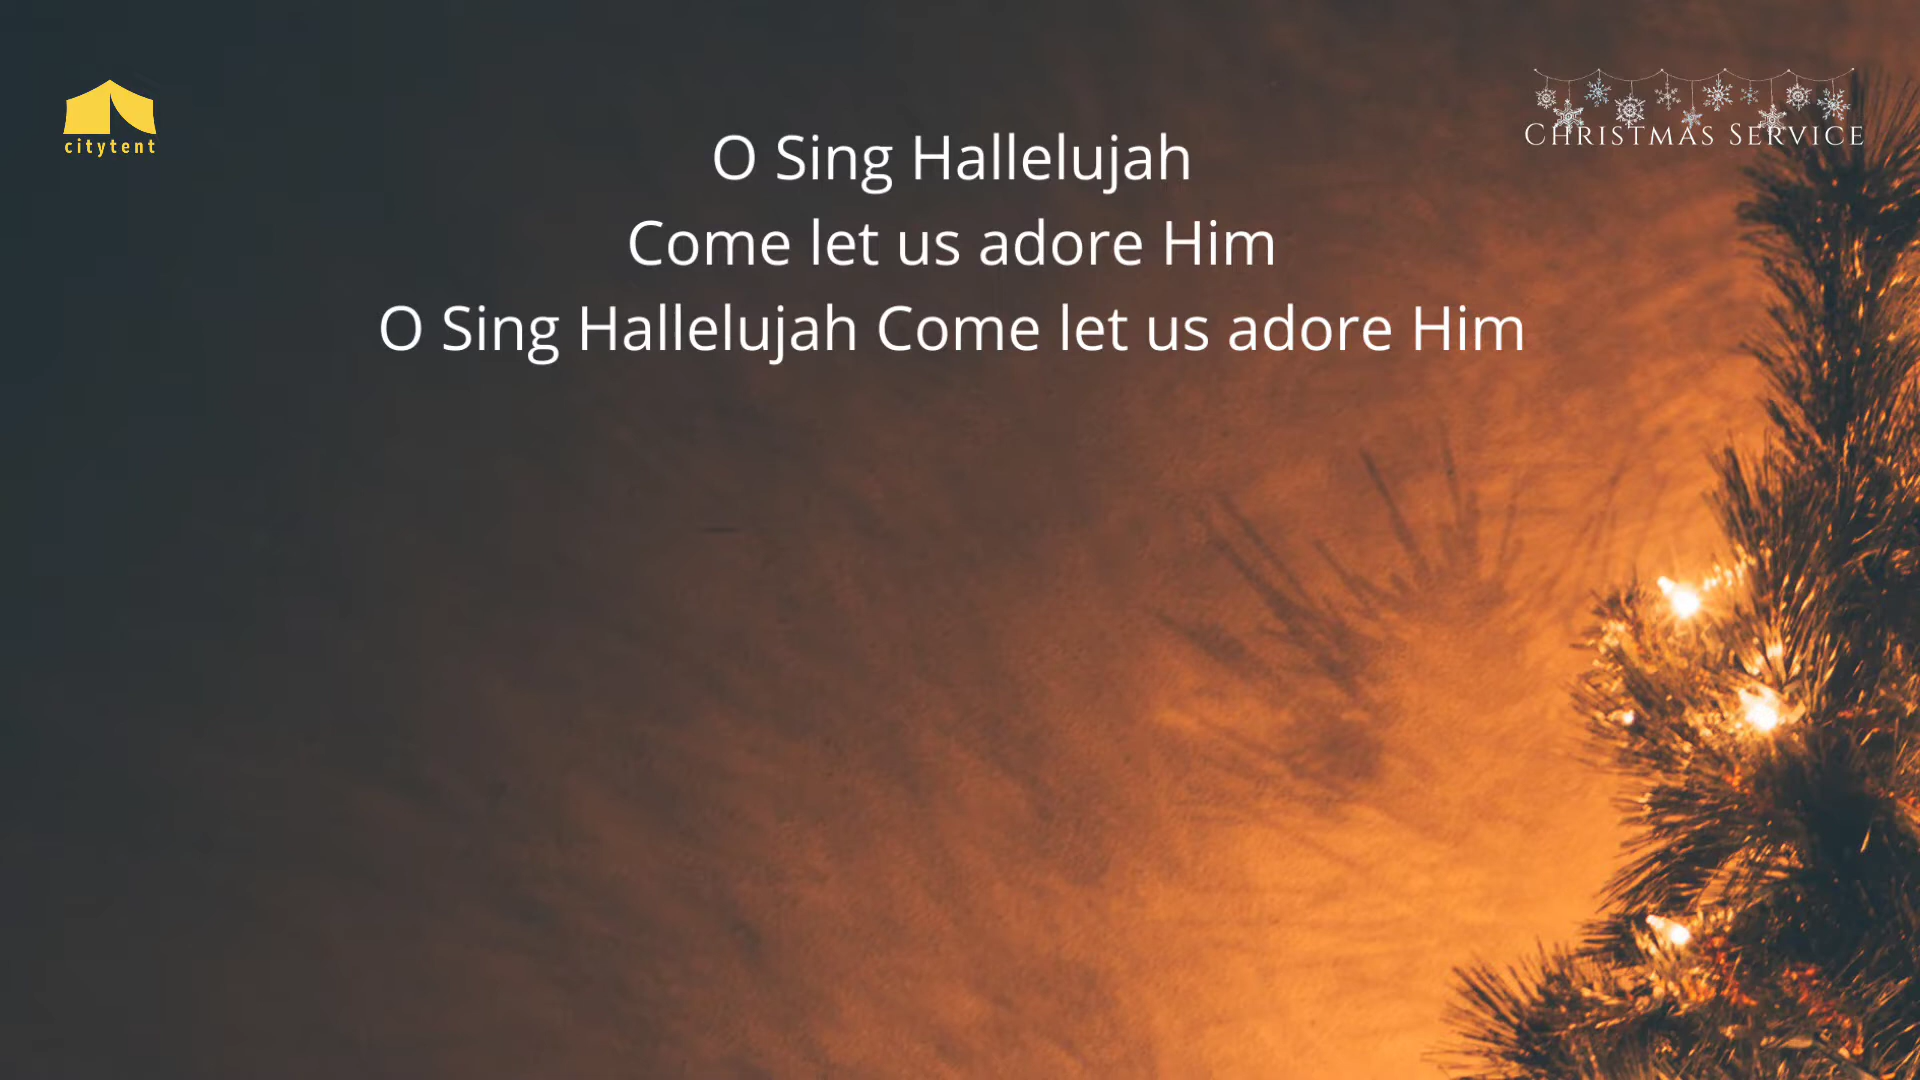 citytent
Christmas Service
O Sing Hallelujah
Come let us adore Him
O Sing Hallelujah Come let us adore Him